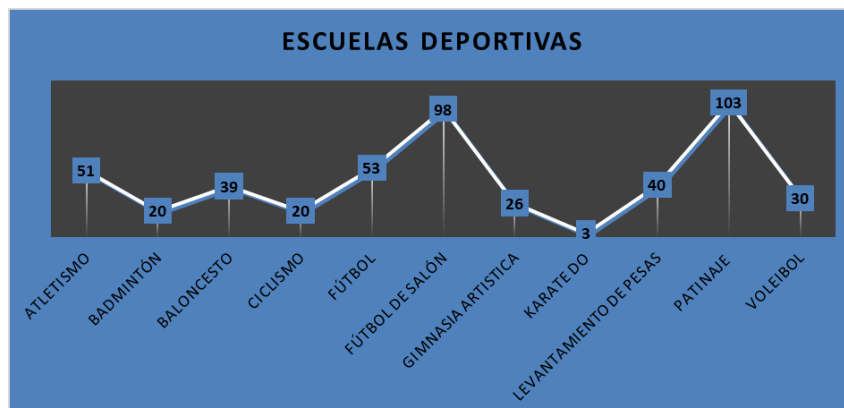 ESCUELAS DEPORTIVAS
51
20
39
20
53
98
26
3
40
103
30
ATLETISMO
BADMINTÓN
BALONCESTO
CICLISMO
FÚTBOL
FÚTBOL DE SALÓN
GIMNASIA ARTISTICA
KARATE DO
LEVANTAMIENTO DE PESAS
PATINAJE
VOLEIBOL